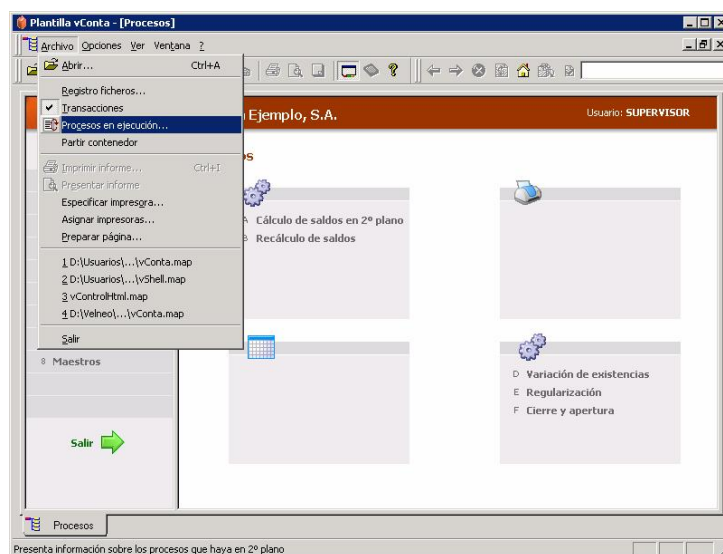 Plantilla vConta - [Procesos]
Archivo Opciones Ver Ventana ?
Abrir... Ctrl+A
Registro ficheros...
Transacciones
Procesos en ejecución...
Partir contenedor
Imprimir informe... Ctrl+I
Presentar informe
Especificar impresora...
Asignar impresoras...
Preparar página...
1 D:\Usuarios\...\vConta.map
2 D:\Usuarios\...\vShell.map
3 vControlHtml.map
4 D:\Velneo\...\vConta.map
Salir
Ejemplo, S.A.
Usuario: SUPERVISOR
A Cálculo de saldos en 2º plano
B Recálculo de saldos
8 Maestros
D Variación de existencias
E Regularización
F Cierre y apertura
Salir
Procesos
Presenta información sobre los procesos que haya en 2º plano